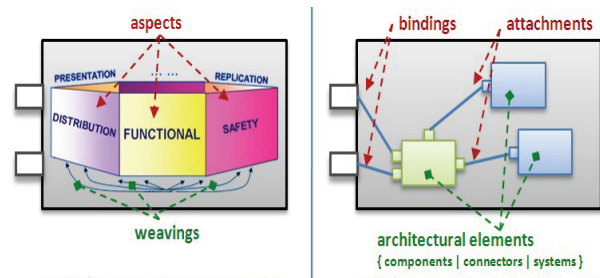 aspects
PRESENTATION
... ...
REPLICATION
DISTRIBUTION
FUNCTIONAL
SAFETY
weavings
bindings
attachments
architectural elements
{ components | connectors | systems }